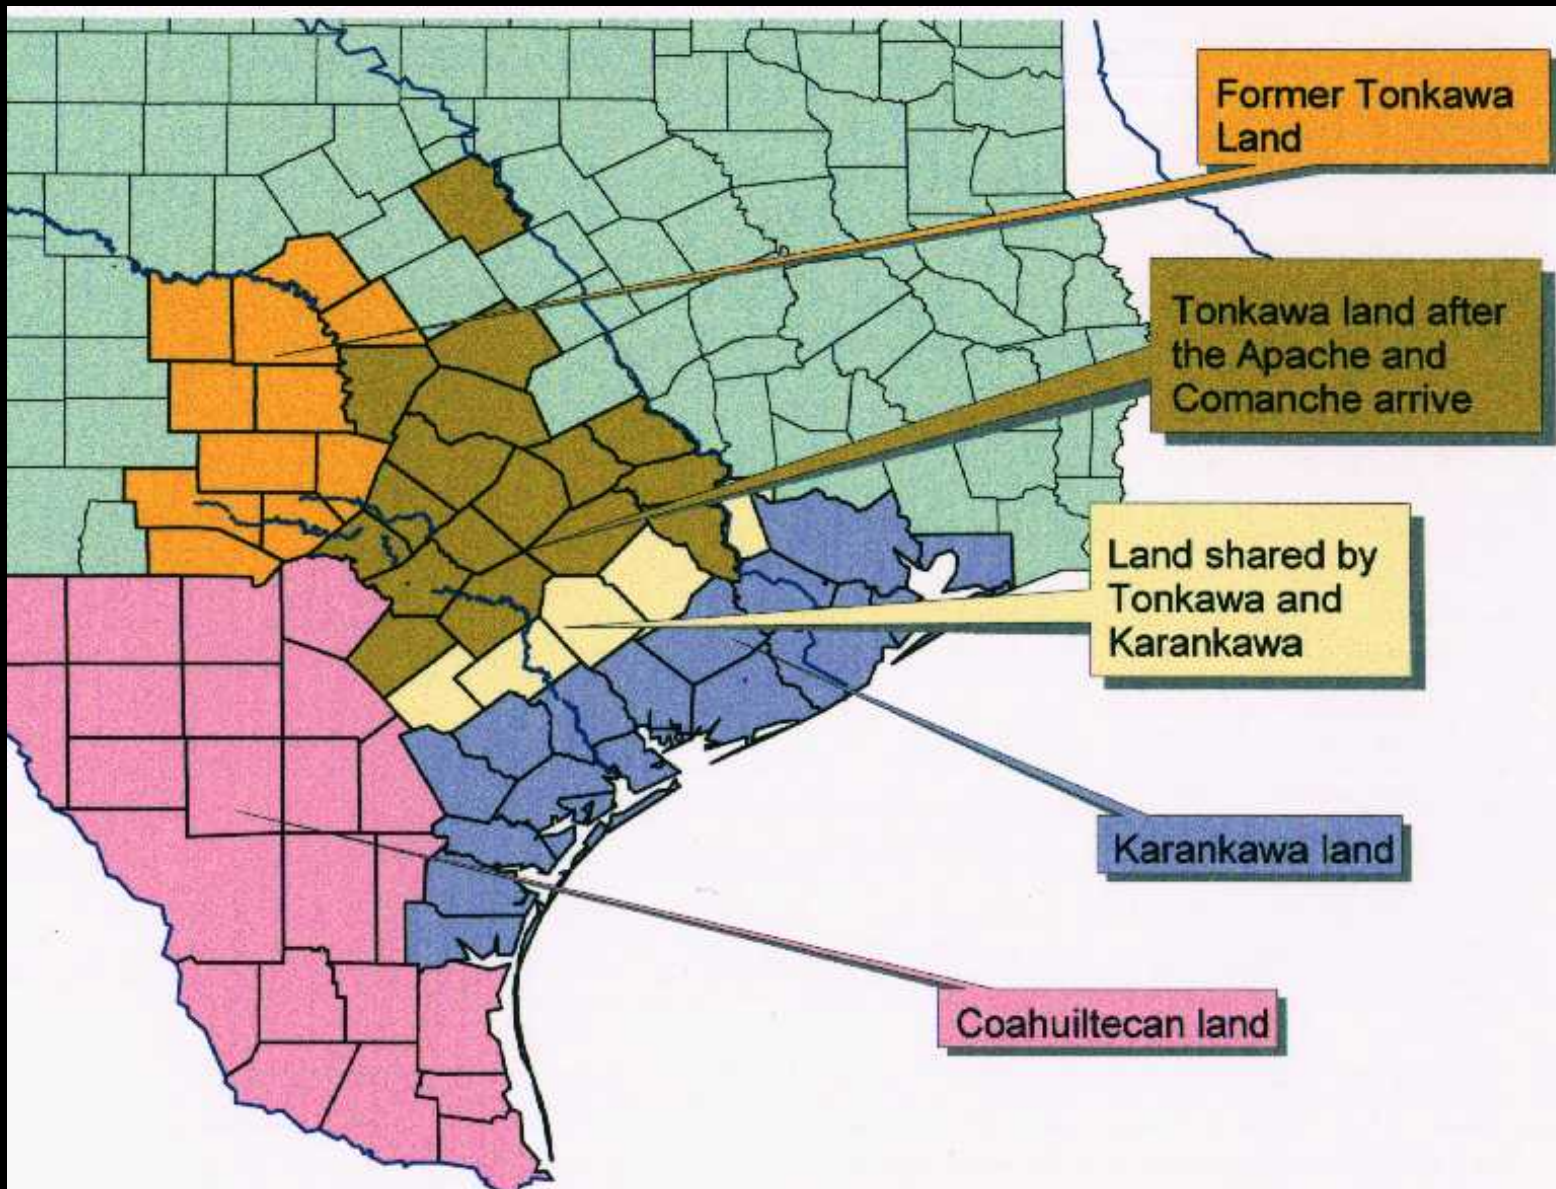 Former Tonkawa
Land
Tonkawa land after
the Apache and
Comanche arrive
Land shared by
Tonkawa and
Karankawa
Karankawa land
Coahuiltecan land